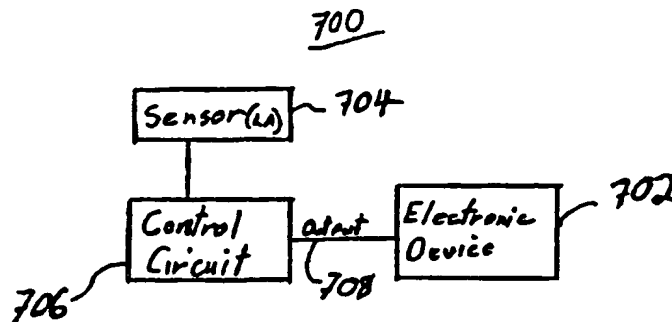 700
Sensor(LA)
704
Control
Circuit
706
Output
708
Electronic
Device
702